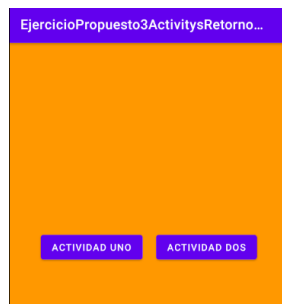 EjercicioPropuesto3ActivitysRetorno...
ACTIVIDAD UNO
ACTIVIDAD DOS